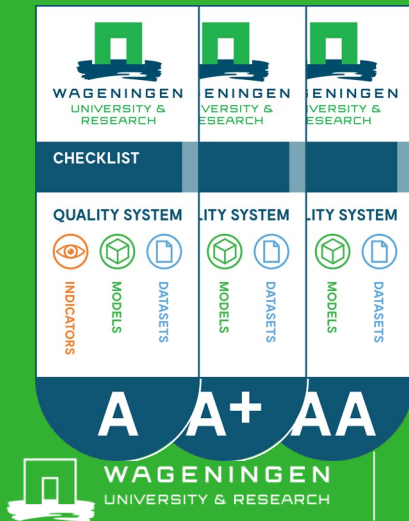 WAGENINGEN
UNIVERSITY &
RESEARCH
ENINGEN
VERSITY &
ESEARCH
ENINGEN
IVERSITY &
ESEARCH
CHECKLIST
QUALITY SYSTEM
LITY SYSTEM
LITY SYSTEM
INDICATORS
MODELS
DATASETS
MODELS
DATASETS
MODELS
DATASETS
A
A+
AA
WAGENINGEN
UNIVERSITY & RESEARCH